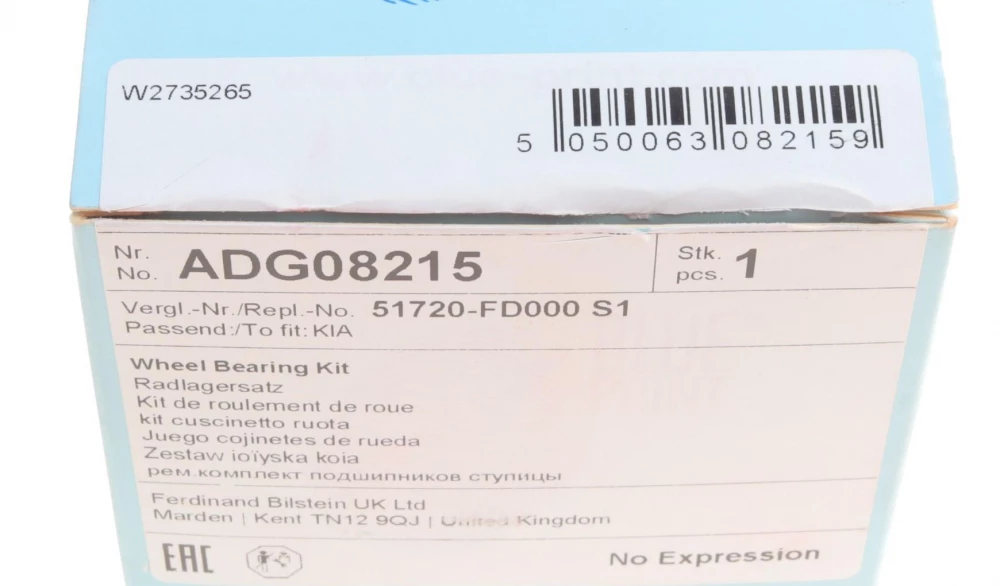 W2735265
5 050063 082159
Nr.
No. ADG08215
Stk.
pcs. 1
Vergl.-Nr./Repl.-No. 51720-FD000 S1
Passend:/To fit: KIA
Wheel Bearing Kit
Radlagersatz
Kit de roulement de roue
kit cuscinetto ruota
Juego cojinetes de rueda
Zestaw ioïyska koia
рем.комплект подшипников ступицы
Ferdinand Bilstein UK Ltd
Marden | Kent TN12 9QJ | United Kingdom
EAC
No Expression